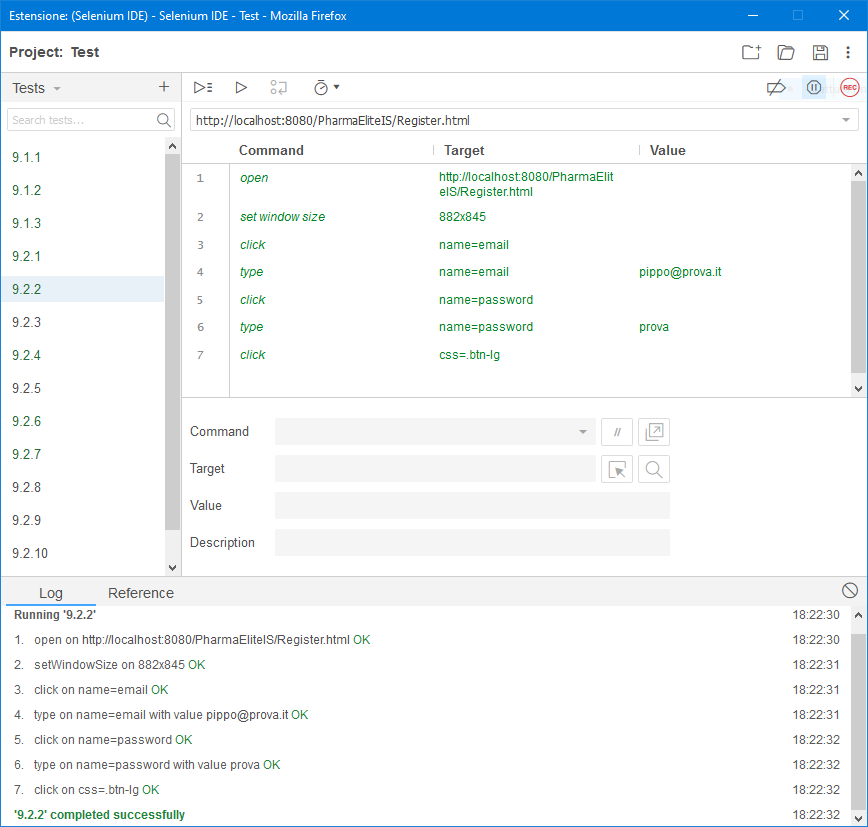 Estensione: (Selenium IDE) - Selenium IDE - Test - Mozilla Firefox
Project: Test
Tests
Search tests...
9.1.1
9.1.2
9.1.3
9.2.1
9.2.2
9.2.3
9.2.4
9.2.5
9.2.6
9.2.7
9.2.8
9.2.9
9.2.10
REC
http://localhost:8080/PharmaEliteIS/Register.html
Command Target Value
1 open http://localhost:8080/PharmaElit
eIS/Register.html
2 set window size 882x845
3 click name=email
4 type name=email pippo@prova.it
5 click name=password
6 type name=password prova
7 click css=.btn-lg
Command //
Target
Value
Description
Log Reference
Running '9.2.2' 18:22:30
1. open on http://localhost:8080/PharmaEliteIS/Register.html OK 18:22:30
2. setWindowSize on 882x845 OK 18:22:31
3. click on name=email OK 18:22:31
4. type on name=email with value pippo@prova.it OK 18:22:31
5. click on name=password OK 18:22:32
6. type on name=password with value prova OK 18:22:32
7. click on css=.btn-lg OK 18:22:32
'9.2.2' completed successfully 18:22:32